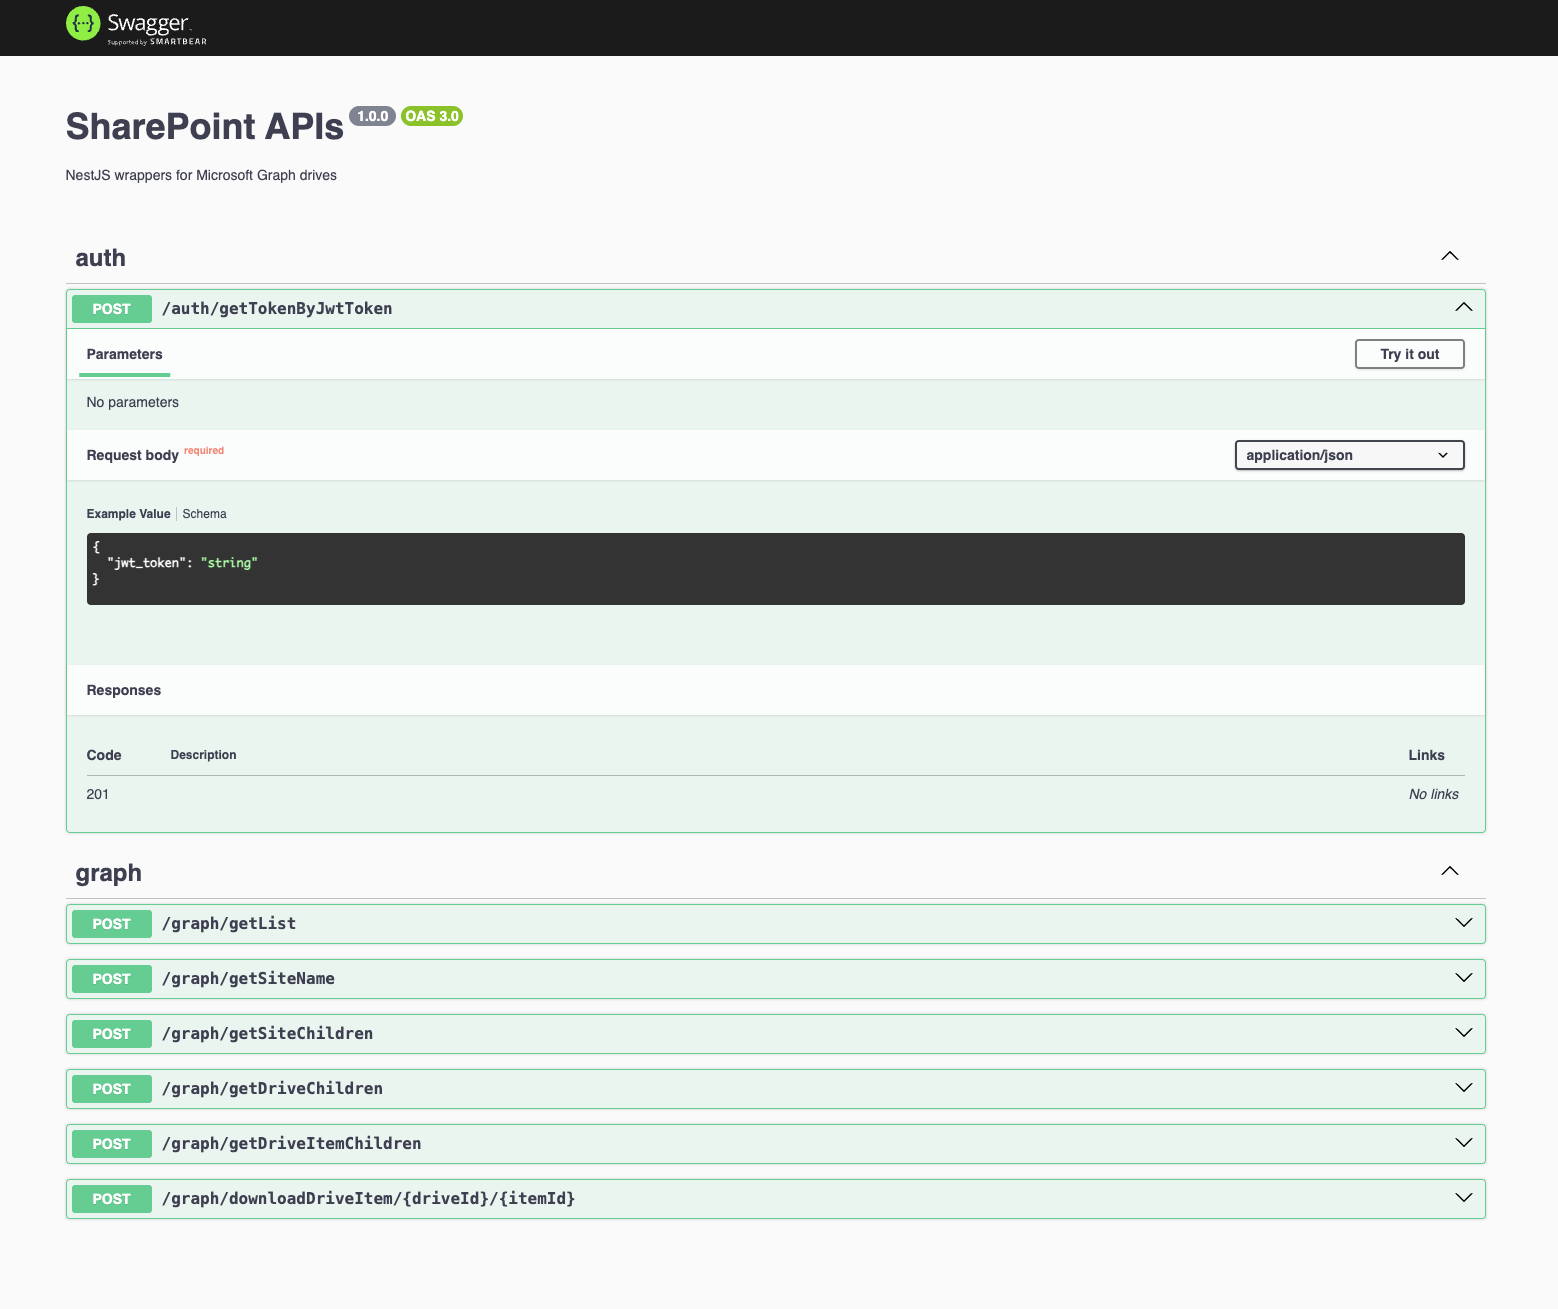 Swagger
Supported by SMARTBEAR
SharePoint APIs 1.0.0 OAS 3.0
NestJS wrappers for Microsoft Graph drives
auth
POST /auth/getTokenByJwtToken
Parameters Try it out
No parameters
Request body required application/json
Example Value Schema
{
"jwt_token": "string"
}
Responses
Code Description Links
201 No links
graph
POST /graph/getList
POST /graph/getSiteName
POST /graph/getSiteChildren
POST /graph/getDriveChildren
POST /graph/getDriveItemChildren
POST /graph/downloadDriveItem/{driveId}/{itemId}